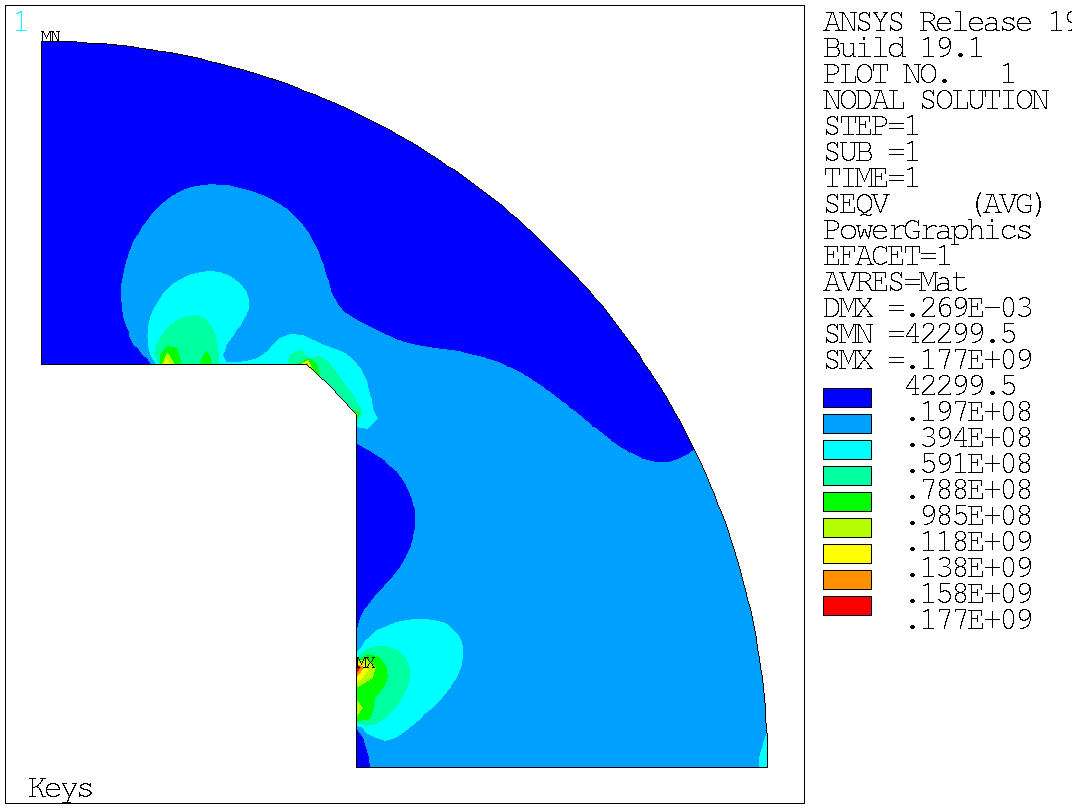 1
MN
ANSYS Release 19
Build 19.1
PLOT NO. 1
NODAL SOLUTION
STEP=1
SUB =1
TIME=1
SEQV (AVG)
PowerGraphics
EFACET=1
AVRES=Mat
DMX =.269E-03
SMN =42299.5
SMX =.177E+09
42299.5
.197E+08
.394E+08
.591E+08
.788E+08
.985E+08
.118E+09
.138E+09
.158E+09
.177E+09
MX
Keys